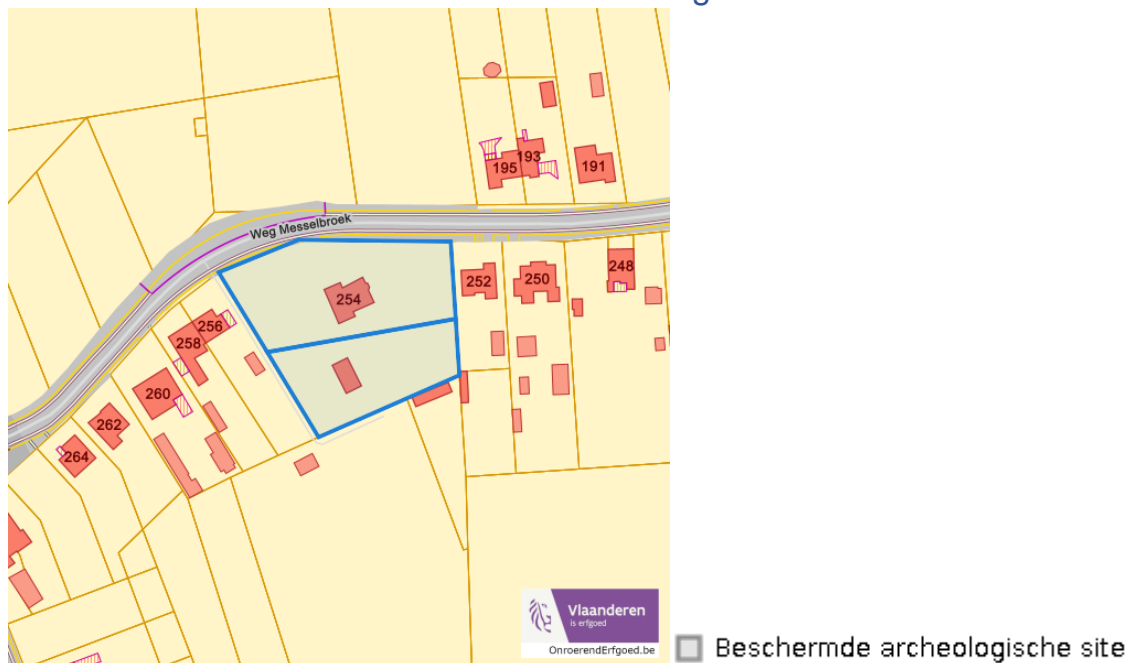 g
195
193
191
Weg Messelbroek
254
252
250
248
256
258
260
262
264
Vlaanderen
is erfgoed
OnroerendErfgoed.be
Beschermde archeologische site